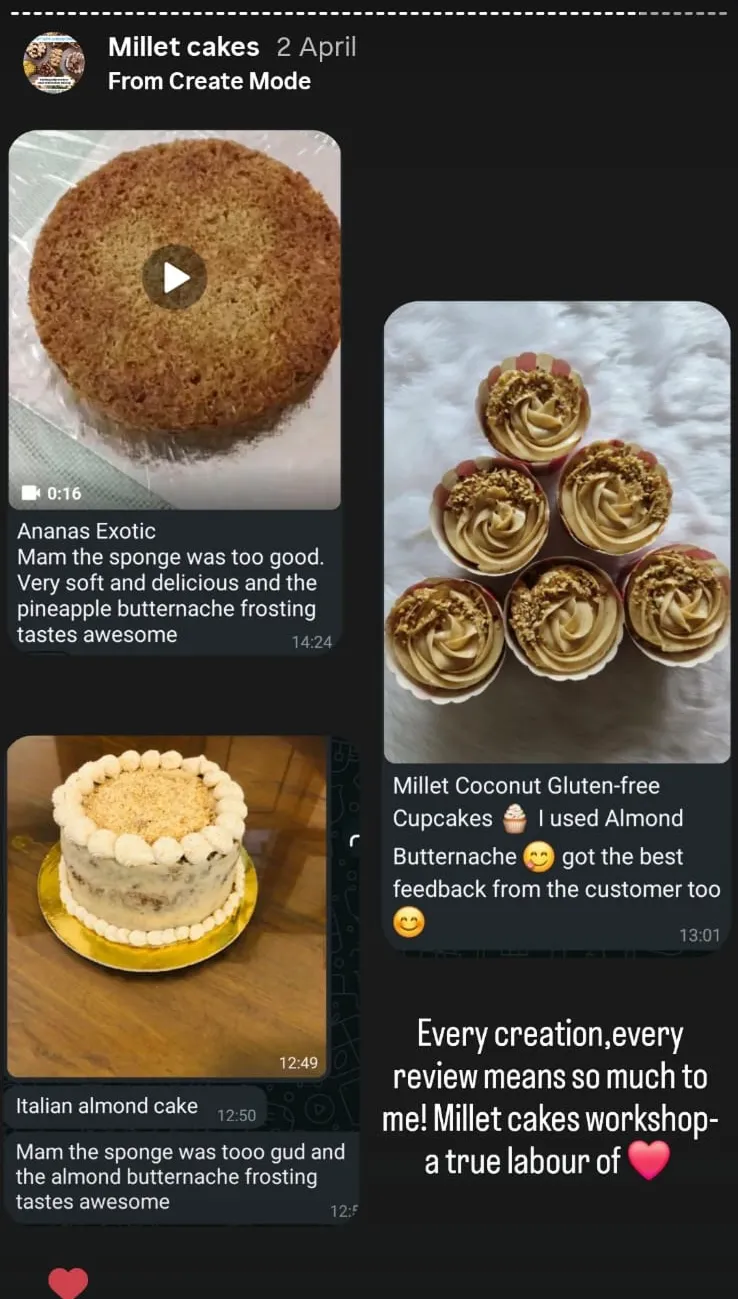 Millet cakes 2 April
From Create Mode
0:16
Ananas Exotic
Mam the sponge was too good.
Very soft and delicious and the
pineapple butternache frosting
tastes awesome
14:24
Millet Coconut Gluten-free
Cupcakes 🧁 I used Almond
Butternache 😋 got the best
feedback from the customer too
😊
13:01
12:49
Italian almond cake
12:50
Mam the sponge was tooo gud and
the almond butternache frosting
tastes awesome
Every creation,every
review means so much to
me! Millet cakes workshop-
a true labour of ❤️